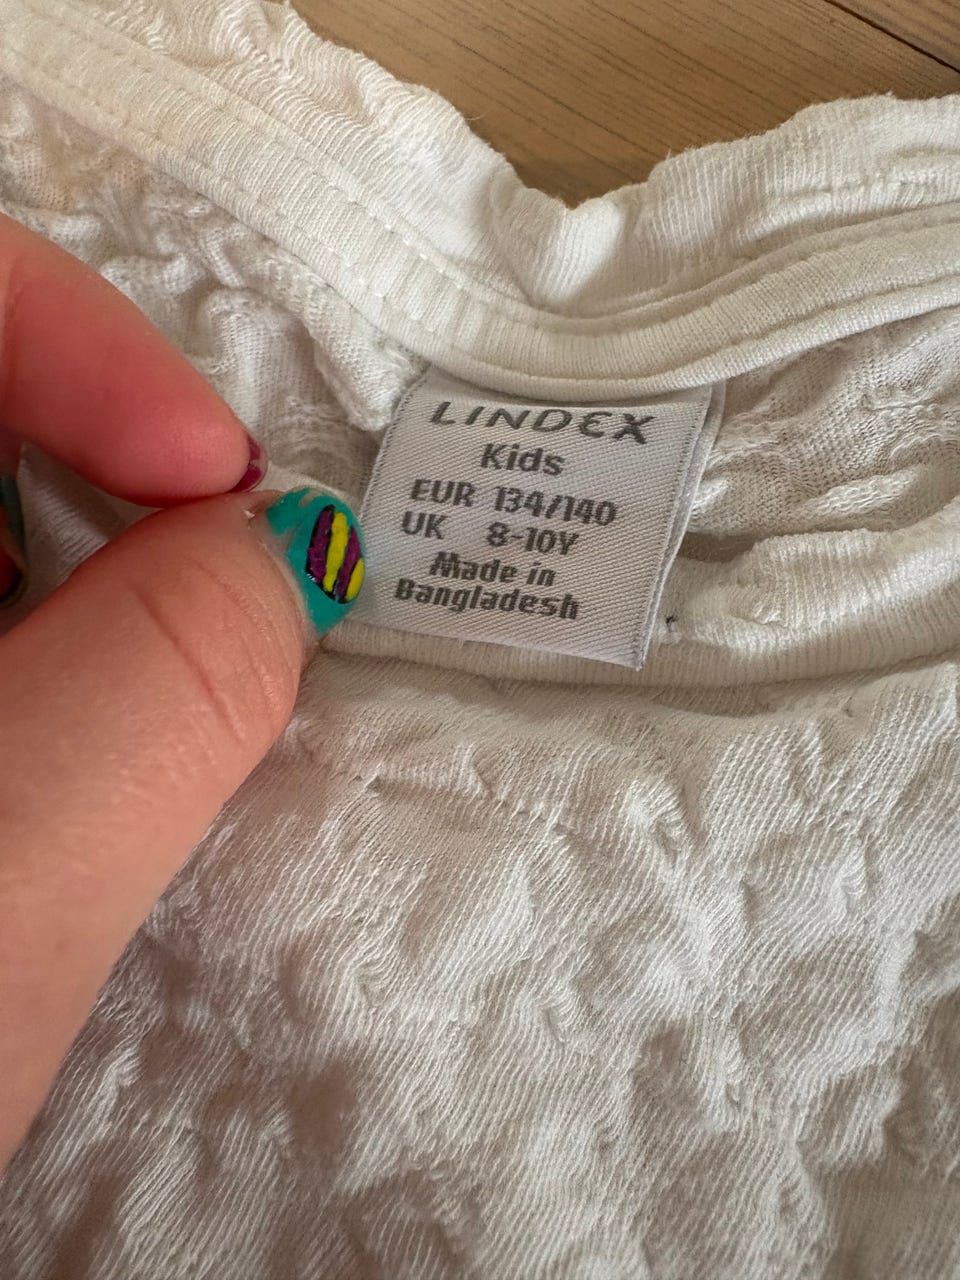 LINDEX
Kids
EUR 134/140
UK 8-10Y
Made in
Bangladesh